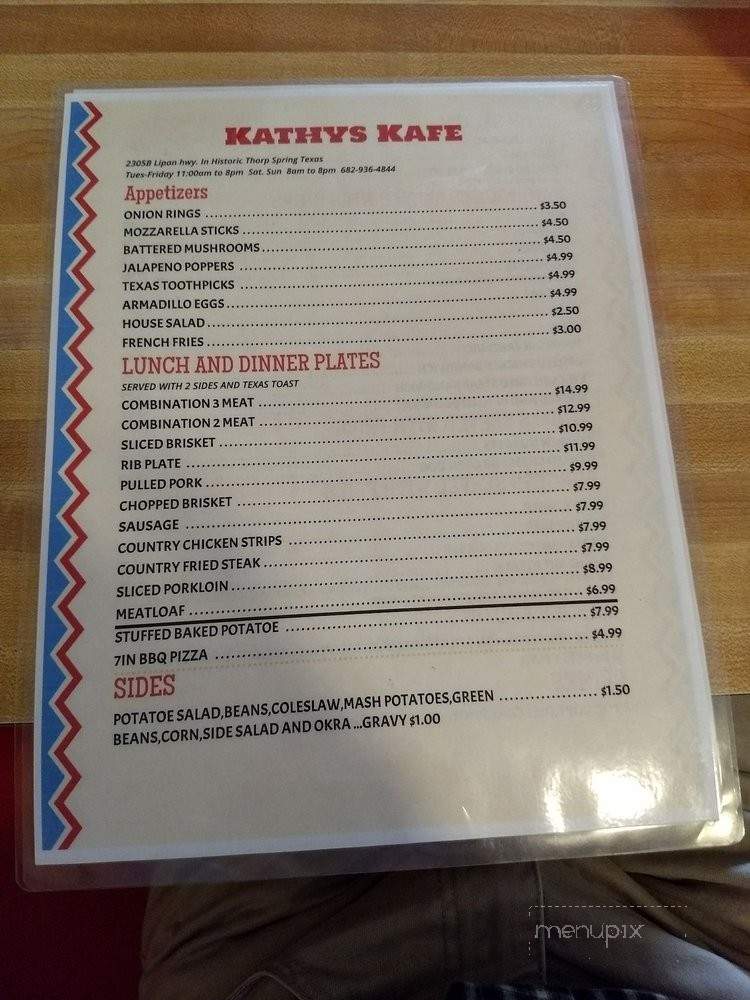 KATHYS KAFE
2305B Lipan hwy. In Historic Thorp Spring Texas
Tues-Friday 11:00am to 8pm Sat. Sun 8am to 8pm 682-936-4844
Appetizers
ONION RINGS ........ $3.50
MOZZARELLA STICKS ........ $4.50
BATTERED MUSHROOMS ........ $4.50
JALAPENO POPPERS ........ $4.99
TEXAS TOOTHPICKS ........ $4.99
ARMADILLO EGGS ........ $4.99
HOUSE SALAD ........ $2.50
FRENCH FRIES ........ $3.00
LUNCH AND DINNER PLATES
SERVED WITH 2 SIDES AND TEXAS TOAST
COMBINATION 3 MEAT ........ $14.99
COMBINATION 2 MEAT ........ $12.99
SLICED BRISKET ........ $10.99
RIB PLATE ........ $11.99
PULLED PORK ........ $9.99
CHOPPED BRISKET ........ $7.99
SAUSAGE ........ $7.99
COUNTRY CHICKEN STRIPS ........ $7.99
COUNTRY FRIED STEAK ........ $7.99
SLICED PORKLOIN ........ $8.99
MEATLOAF ........ $6.99
STUFFED BAKED POTATOE ........ $7.99
7IN BBQ PIZZA ........ $4.99
SIDES
POTATOE SALAD,BEANS,COLESLAW,MASH POTATOES,GREEN ........ $1.50
BEANS,CORN,SIDE SALAD AND OKRA ...GRAVY $1.00
menupix